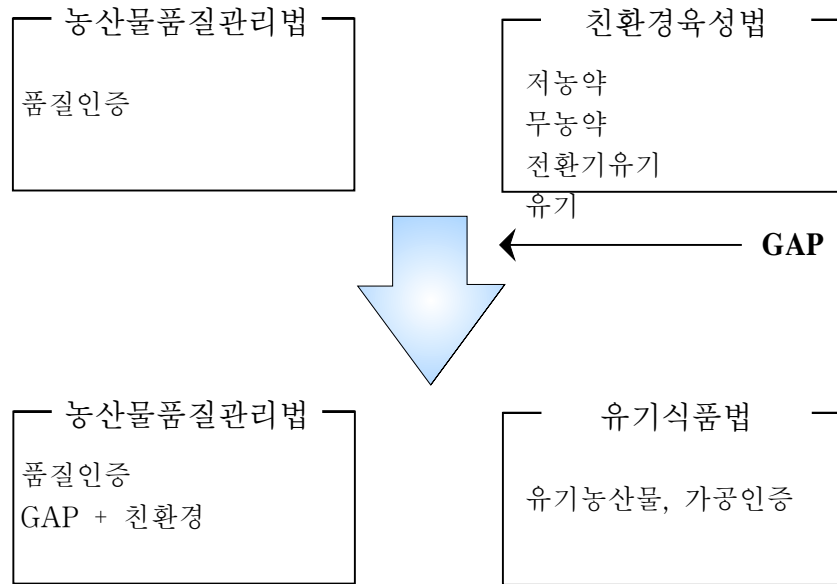 농산물품질관리법
품질인증
친환경육성법
저농약
무농약
전환기유기
유기
GAP
농산물품질관리법
품질인증
GAP + 친환경
유기식품법
유기농산물, 가공인증